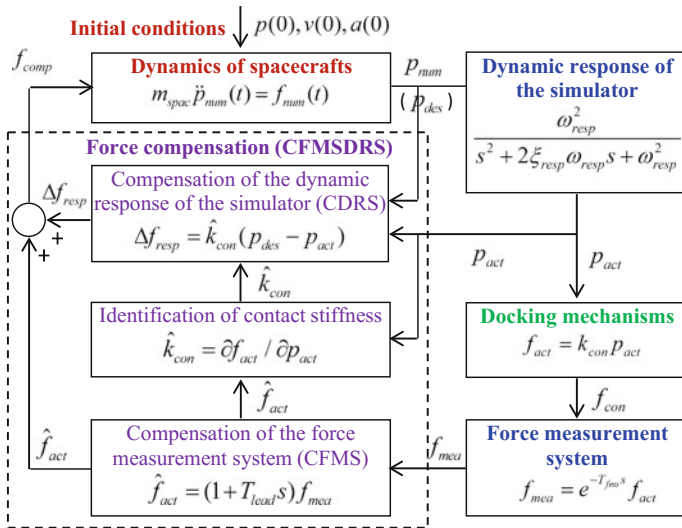 Initial conditions p(0), v(0), a(0)
f_comp
Dynamics of spacecrafts
m_spac p̈_num(t) = f_num(t)
p_num
(p_des)
Dynamic response of
the simulator
ω²_resp / (s² + 2ξ_resp ω_resp s + ω²_resp)
Force compensation (CFMSDRS)
Compensation of the dynamic
response of the simulator (CDRS)
Δf_resp = k̂_con(p_des − p_act)
Δf_resp
+
+
p_act
p_act
k̂_con
Identification of contact stiffness
k̂_con = ∂f_act / ∂p_act
Docking mechanisms
f_act = k_con p_act
f̂_act
f_con
f̂_act
Compensation of the force
measurement system (CFMS)
f̂_act = (1+T_lead s) f_mea
f_mea
Force measurement
system
f_mea = e^(−T_fms s) f_act